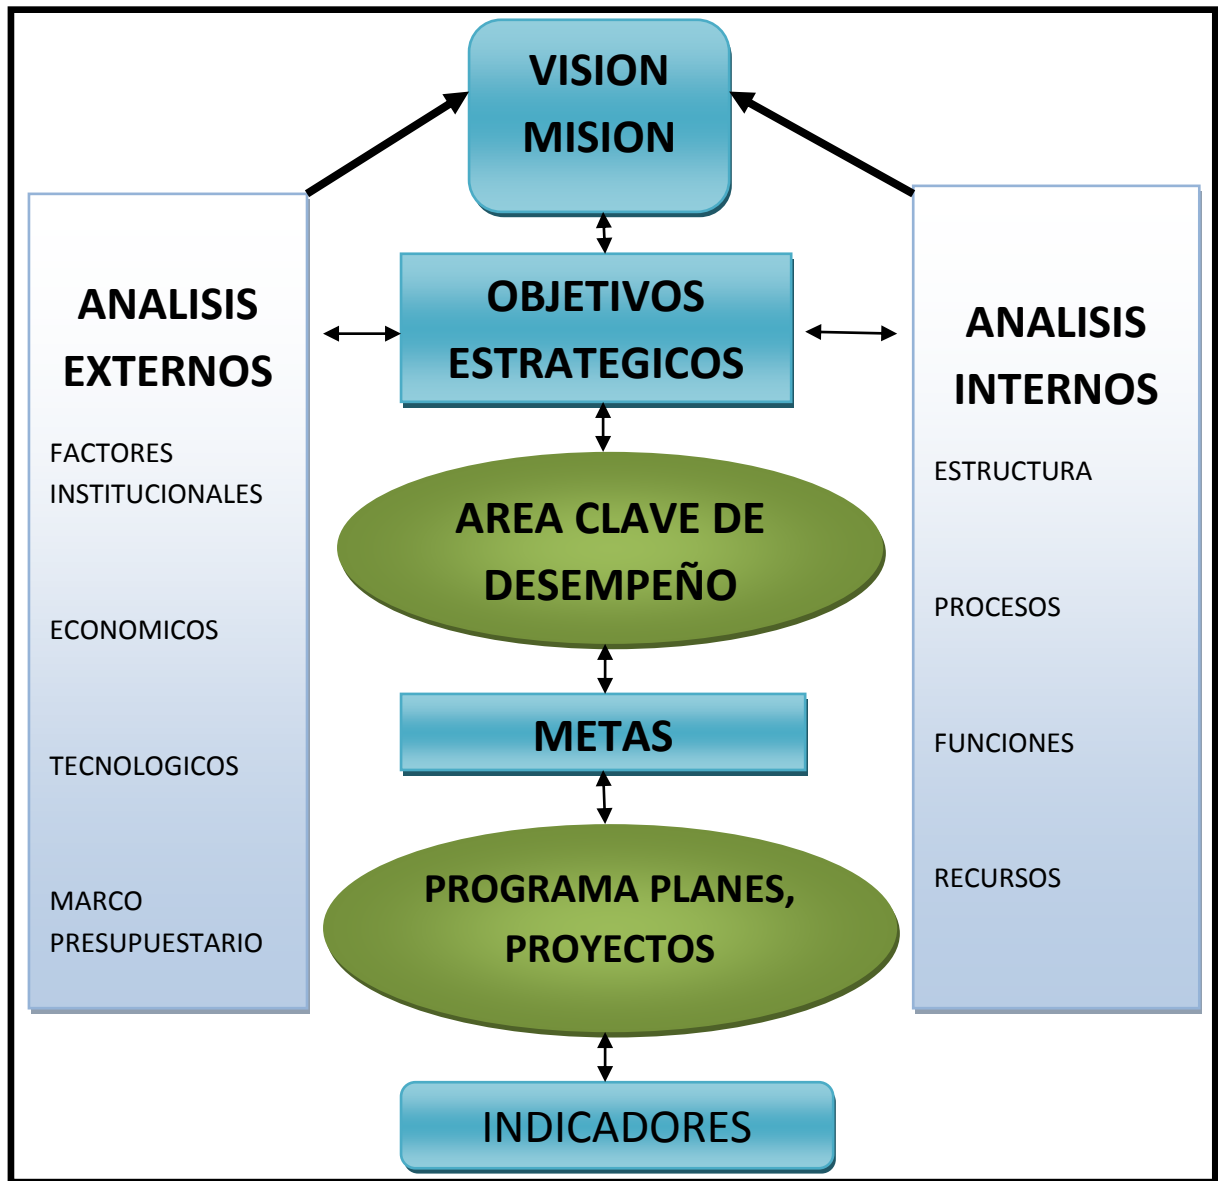 VISION
MISION
OBJETIVOS
ESTRATEGICOS
ANALISIS
EXTERNOS
FACTORES
INSTITUCIONALES
ECONOMICOS
TECNOLOGICOS
MARCO
PRESUPUESTARIO
AREA CLAVE DE
DESEMPEÑO
METAS
PROGRAMA PLANES,
PROYECTOS
INDICADORES
ANALISIS
INTERNOS
ESTRUCTURA
PROCESOS
FUNCIONES
RECURSOS